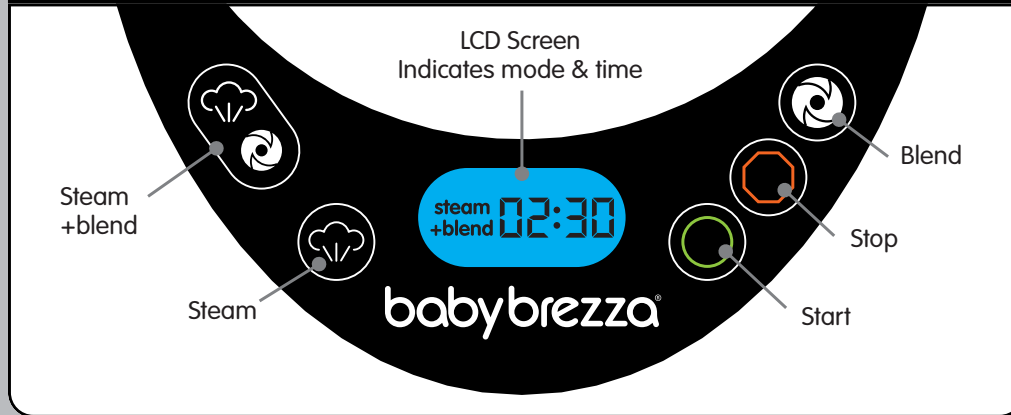 LCD Screen
Indicates mode & time
Blend
Steam
+blend
steam
+blend 02:30
Stop
Steam
Start
babybrezza®